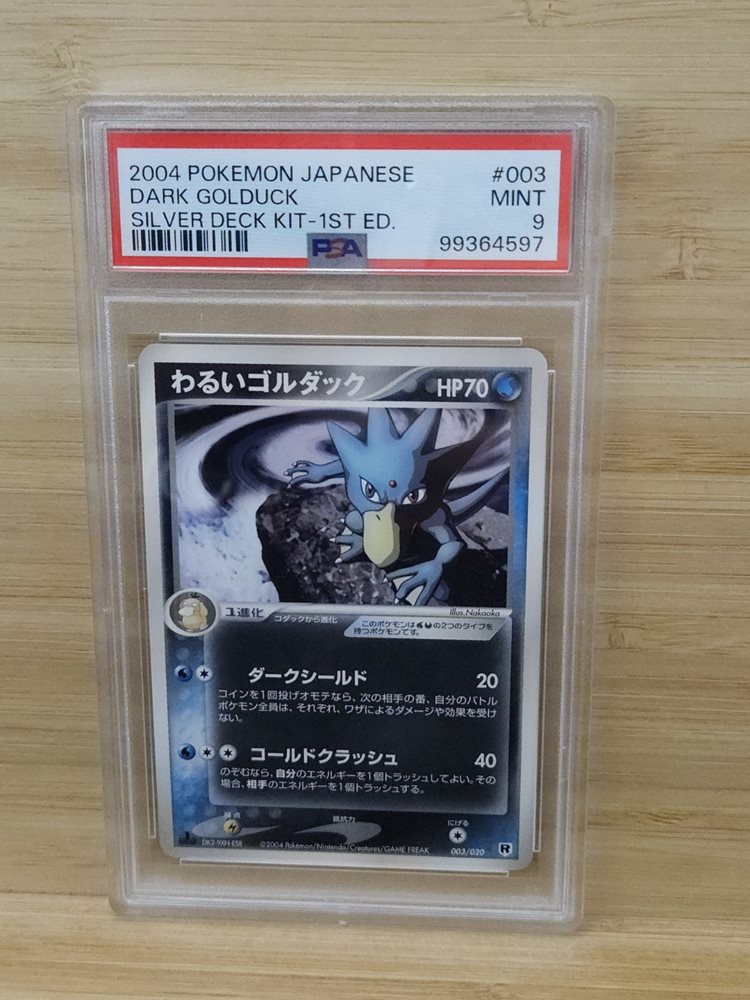 2004 POKEMON JAPANESE #003
DARK GOLDUCK MINT
SILVER DECK KIT-1ST ED. 9
PSA 99364597
わるいゴルダック HP70
Illus. Nakaoka
1進化 コダックから進化
このポケモンは の2つのタイプを
持つポケモンです。
ダークシールド 20
コインを1回投げオモテなら、次の相手の番、自分のバトル
ポケモン全員は、それぞれ、ワザによるダメージや効果を受け
ない。
コールドクラッシュ 40
のぞむなら、自分のエネルギーを1個トラッシュしてよい。その
場合、相手のエネルギーを1個トラッシュする。
弱点 抵抗力 にげる
©2004 Pokémon/Nintendo/Creatures/GAME FREAK 003/020 R